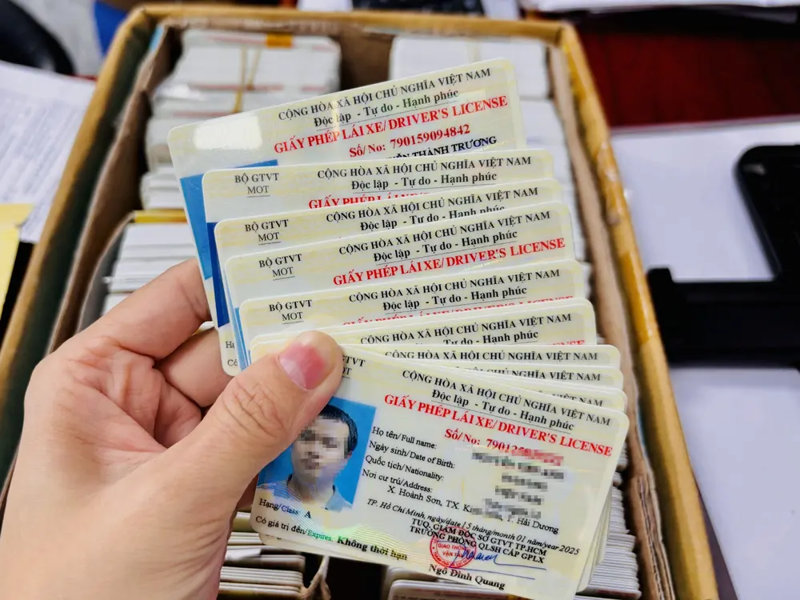 CỘNG HÒA XÃ HỘI CHỦ NGHĨA VIỆT NAM
Độc lập - Tự do - Hạnh phúc
GIẤY PHÉP LÁI XE/ DRIVER'S LICENSE
Số/No: 790159094842
THÀNH TRƯƠNG
BỘ GTVT
MOT
CỘNG HÒA XÃ HỘI CHỦ NGHĨA VIỆT NAM
Độc lập - Tự do - Hạnh phúc
BỘ GTVT
MOT
CỘNG HÒA XÃ HỘI CHỦ NGHĨA VIỆT NAM
Độc lập - Tự do - Hạnh phúc
BỘ GTVT
MOT
CỘNG HÒA XÃ HỘI CHỦ NGHĨA VIỆT NAM
Độc lập - Tự do - Hạnh phúc
GIẤY PHÉP LÁI XE/ DRIVER'S LICENSE
BỘ GTVT
MOT
CỘNG HÒA XÃ HỘI CHỦ NGHĨA VIỆT NAM
Độc lập - Tự do - Hạnh phúc
CỘNG HÒA XÃ HỘI CHỦ NGHĨA VIỆT NAM
Độc lập - Tự do - Hạnh phúc
CỘNG HÒA XÃ HỘI CHỦ NGHĨA VIỆT NAM
MOT
CỘNG HÒA XÃ HỘI CHỦ NGHĨA VIỆT NAM
Độc lập - Tự do - Hạnh phúc
GIẤY PHÉP LÁI XE/ DRIVER'S LICENSE
Số/No:
Họ tên/Full name:
Ngày sinh/Date of Birth:
Quốc tịch/Nationality:
Nơi cư trú/Address:
X. Hoành Sơn, TX. T. Hải Dương
TP. Hồ Chí Minh, ngày/date 15 tháng/month 01 năm/year 2025
Hạng/Class A
TUQ. GIÁM ĐỐC SỞ GTVT TP.HCM
TRƯỞNG PHÒNG QLSH CẤP GPLX
Có giá trị đến/Expires: Không thời hạn
Ngô Đình Quang